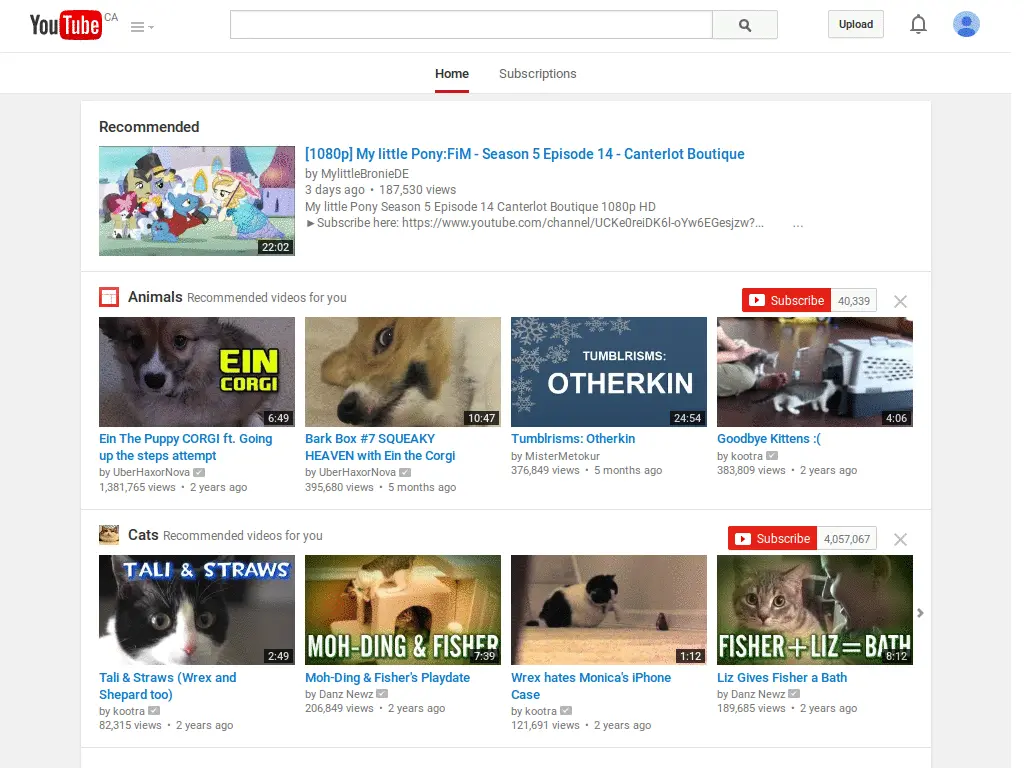 YouTube CA
Upload
Home Subscriptions
Recommended
22:02
[1080p] My little Pony:FiM - Season 5 Episode 14 - Canterlot Boutique
by MylittleBronieDE
3 days ago • 187,530 views
My little Pony Season 5 Episode 14 Canterlot Boutique 1080p HD
►Subscribe here: https://www.youtube.com/channel/UCKe0reiDK6l-oYw6EGesjzw?... ...
Animals Recommended videos for you
Subscribe 40,339
EIN
CORGI
6:49
Ein The Puppy CORGI ft. Going
up the steps attempt
by UberHaxorNova
1,381,765 views • 2 years ago
10:47
Bark Box #7 SQUEAKY
HEAVEN with Ein the Corgi
by UberHaxorNova
395,680 views • 5 months ago
TUMBLRISMS:
OTHERKIN
24:54
Tumblrisms: Otherkin
by MisterMetokur
376,849 views • 5 months ago
4:06
Goodbye Kittens :(
by kootra
383,809 views • 2 years ago
Cats Recommended videos for you
Subscribe 4,057,067
TALI & STRAWS
2:49
Tali & Straws (Wrex and
Shepard too)
by kootra
82,315 views • 2 years ago
MOH-DING & FISHER
7:39
Moh-Ding & Fisher's Playdate
by Danz Newz
206,849 views • 2 years ago
1:12
Wrex hates Monica's iPhone
Case
by kootra
121,691 views • 2 years ago
FISHER+LIZ=BATH
8:12
Liz Gives Fisher a Bath
by Danz Newz
189,685 views • 2 years ago